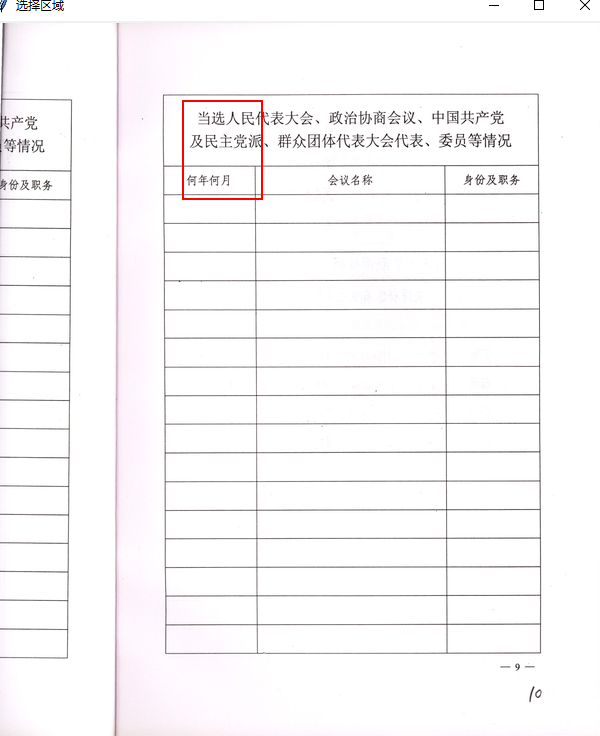 选择区域
共产党
等情况
身份及职务
当选人民代表大会、政治协商会议、中国共产党
及民主党派、群众团体代表大会代表、委员等情况
何年何月
会议名称
身份及职务
— 9 —
10